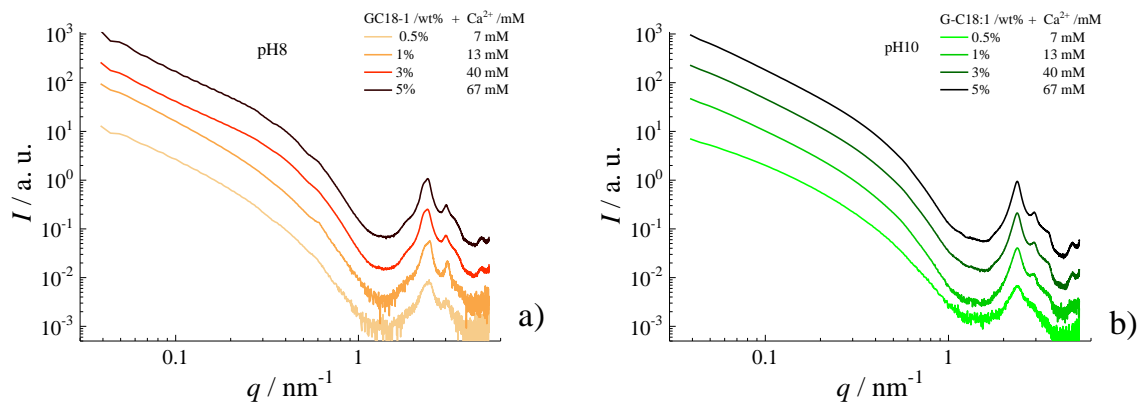 GC18-1 /wt% + Ca²⁺ /mM
0.5% 7 mM
1% 13 mM
3% 40 mM
5% 67 mM
pH8
10³
10²
10¹
10⁰
10⁻¹
10⁻²
10⁻³
I / a. u.
0.1 1
q / nm⁻¹
a)
G-C18:1 /wt% + Ca²⁺ /mM
0.5% 7 mM
1% 13 mM
3% 40 mM
5% 67 mM
pH10
10³
10²
10¹
10⁰
10⁻¹
10⁻²
10⁻³
I / a. u.
0.1 1
q / nm⁻¹
b)